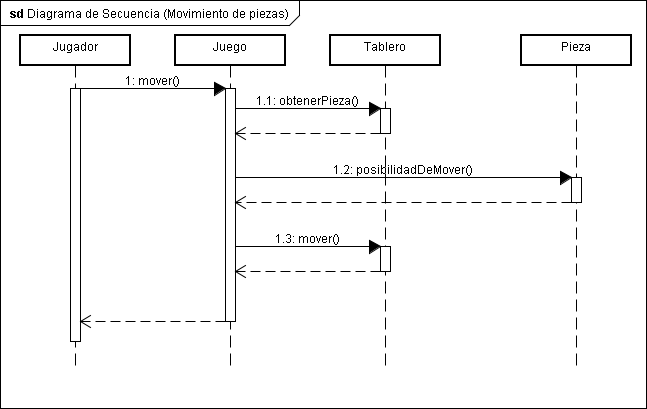 sd Diagrama de Secuencia (Movimiento de piezas)
Jugador
Juego
Tablero
Pieza
1: mover()
1.1: obtenerPieza()
1.2: posibilidadDeMover()
1.3: mover()